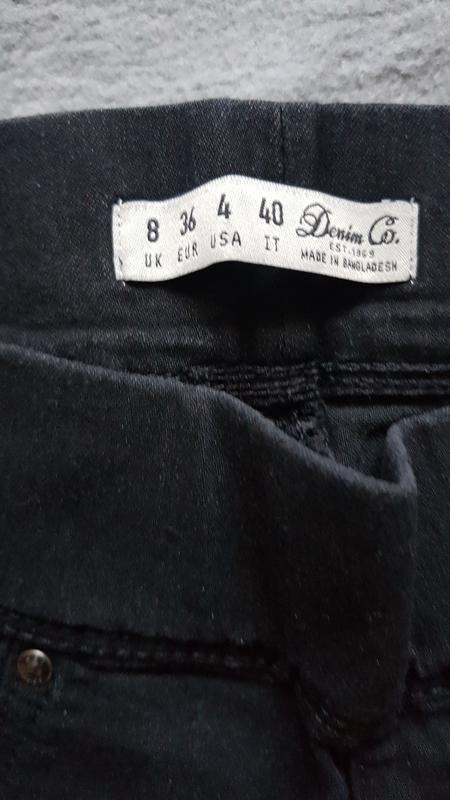 8 36 4 40 Denim Co.
UK EUR USA IT EST.1969
MADE IN BANGLADESH